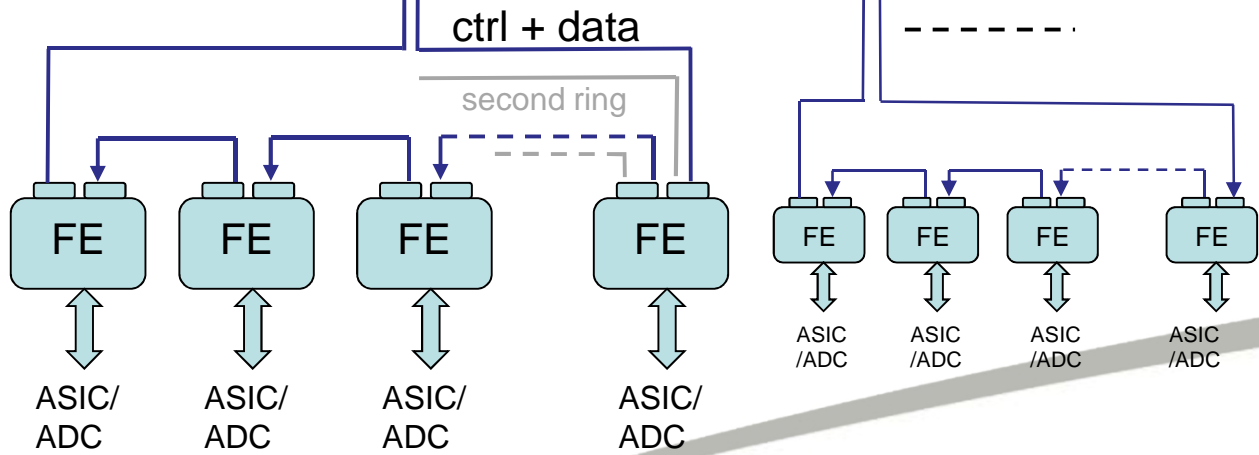 ctrl + data
second ring
FE
FE
FE
FE
FE
FE
FE
FE
ASIC/
ADC
ASIC/
ADC
ASIC/
ADC
ASIC/
ADC
ASIC
/ADC
ASIC
/ADC
ASIC
/ADC
ASIC
/ADC